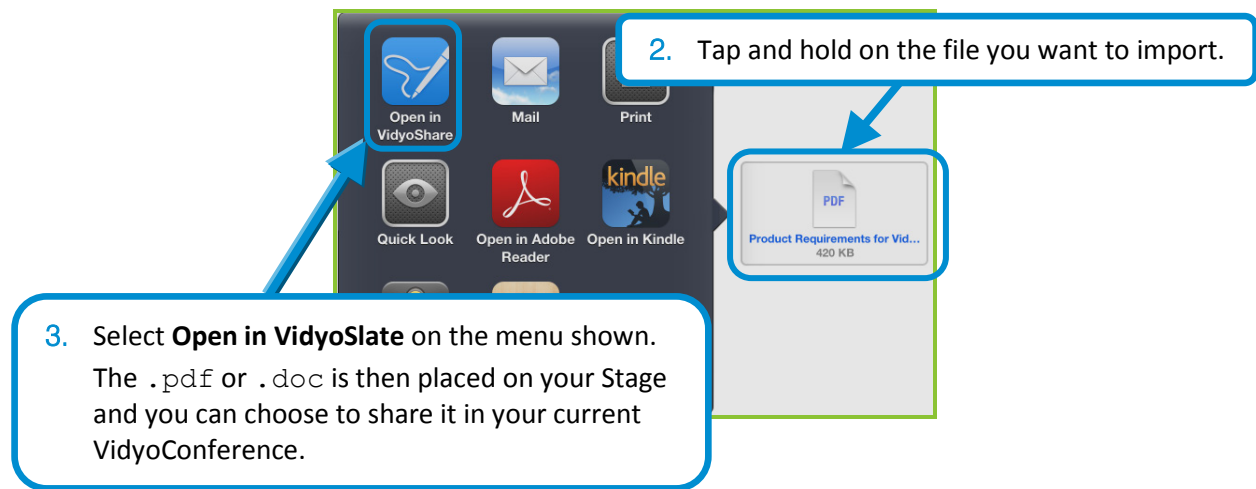 2. Tap and hold on the file you want to import.
Open in
VidyoShare
Mail
Print
kindle
Quick Look
Open in Adobe
Reader
Open in Kindle
PDF
Product Requirements for Vid...
420 KB
3. Select Open in VidyoSlate on the menu shown.
The .pdf or .doc is then placed on your Stage
and you can choose to share it in your current
VidyoConference.